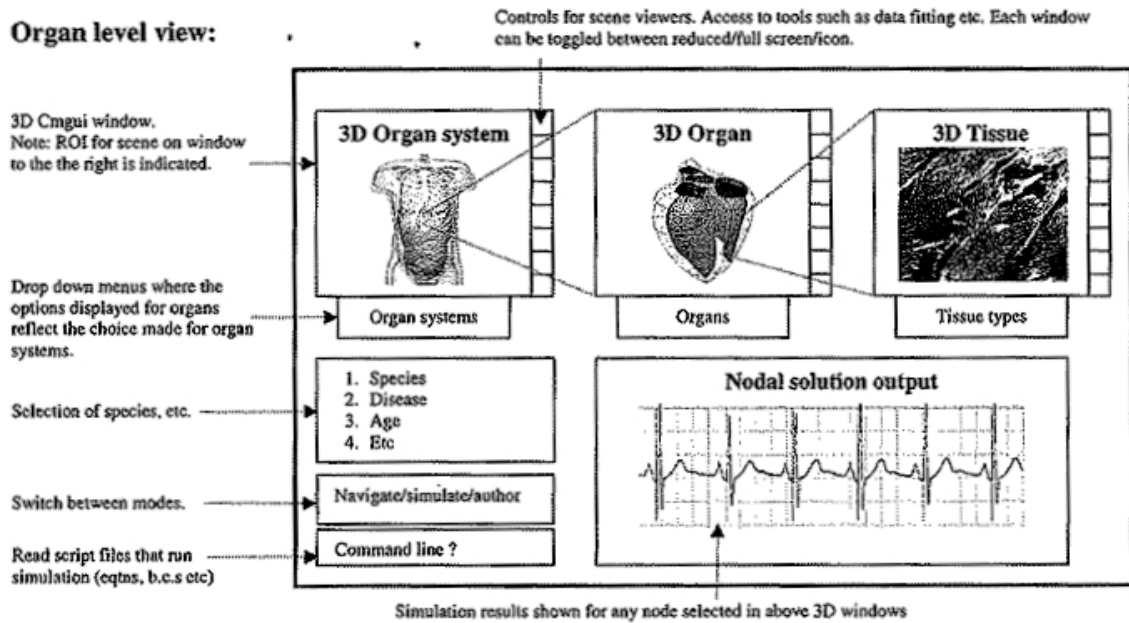 Organ level view:
Controls for scene viewers. Access to tools such as data fitting etc. Each window
can be toggled between reduced/full screen/icon.
3D Cmgui window.
Note: ROI for scene on window
to the the right is indicated.
3D Organ system
3D Organ
3D Tissue
Drop down menus where the
options displayed for organs
reflect the choice made for organ
systems.
Organ systems
Organs
Tissue types
Selection of species, etc.
1. Species
2. Disease
3. Age
4. Etc
Nodal solution output
Switch between modes.
Navigate/simulate/author
Read script files that run
simulation (eqtns, b.c.s etc)
Command line ?
Simulation results shown for any node selected in above 3D windows